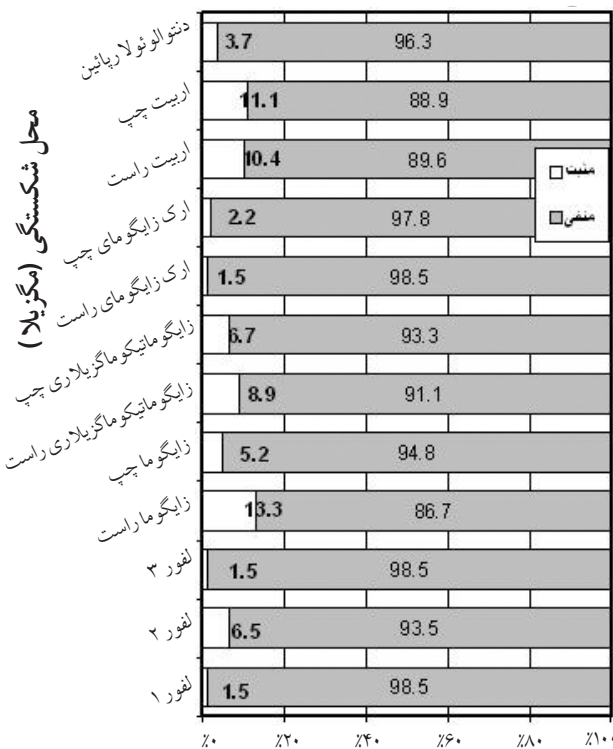 محل شکستگی (مگزیلا)
دنتوالوئولارپائین
3.7 96.3
اربیت چپ
11.1 88.9
اربیت راست
10.4 89.6
ارک زایگومای چپ
2.2 97.8
ارک زایگومای راست
1.5 98.5
زایگوماتیکوماگزیلاری چپ
6.7 93.3
زایگوماتیکوماگزیلاری راست
8.9 91.1
زایگوما چپ
5.2 94.8
زایگوما راست
13.3 86.7
لفور ۳
1.5 98.5
لفور ۲
6.5 93.5
لفور ۱
1.5 98.5
مثبت
منفی
٪۰ ٪۲۰ ٪۴۰ ٪۶۰ ٪۸۰ ٪۱۰۰